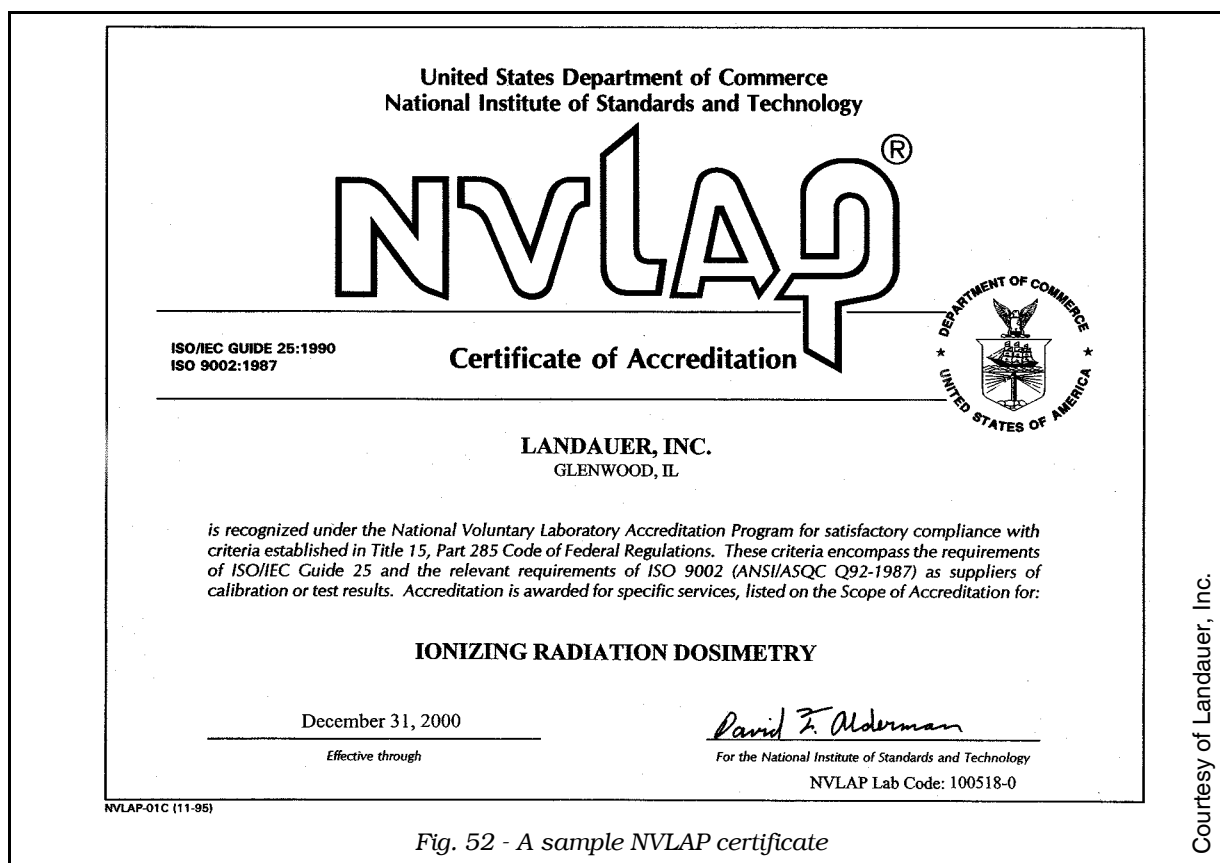 United States Department of Commerce
National Institute of Standards and Technology
NVLAP®
ISO/IEC GUIDE 25:1990
ISO 9002:1987
Certificate of Accreditation
DEPARTMENT OF COMMERCE
★ UNITED STATES OF AMERICA ★
LANDAUER, INC.
GLENWOOD, IL
is recognized under the National Voluntary Laboratory Accreditation Program for satisfactory compliance with
criteria established in Title 15, Part 285 Code of Federal Regulations. These criteria encompass the requirements
of ISO/IEC Guide 25 and the relevant requirements of ISO 9002 (ANSI/ASQC Q92-1987) as suppliers of
calibration or test results. Accreditation is awarded for specific services, listed on the Scope of Accreditation for:
IONIZING RADIATION DOSIMETRY
December 31, 2000
Effective through
David F. Alderman
For the National Institute of Standards and Technology
NVLAP Lab Code: 100518-0
NVLAP-01C (11-95)
Fig. 52 - A sample NVLAP certificate
Courtesy of Landauer, Inc.